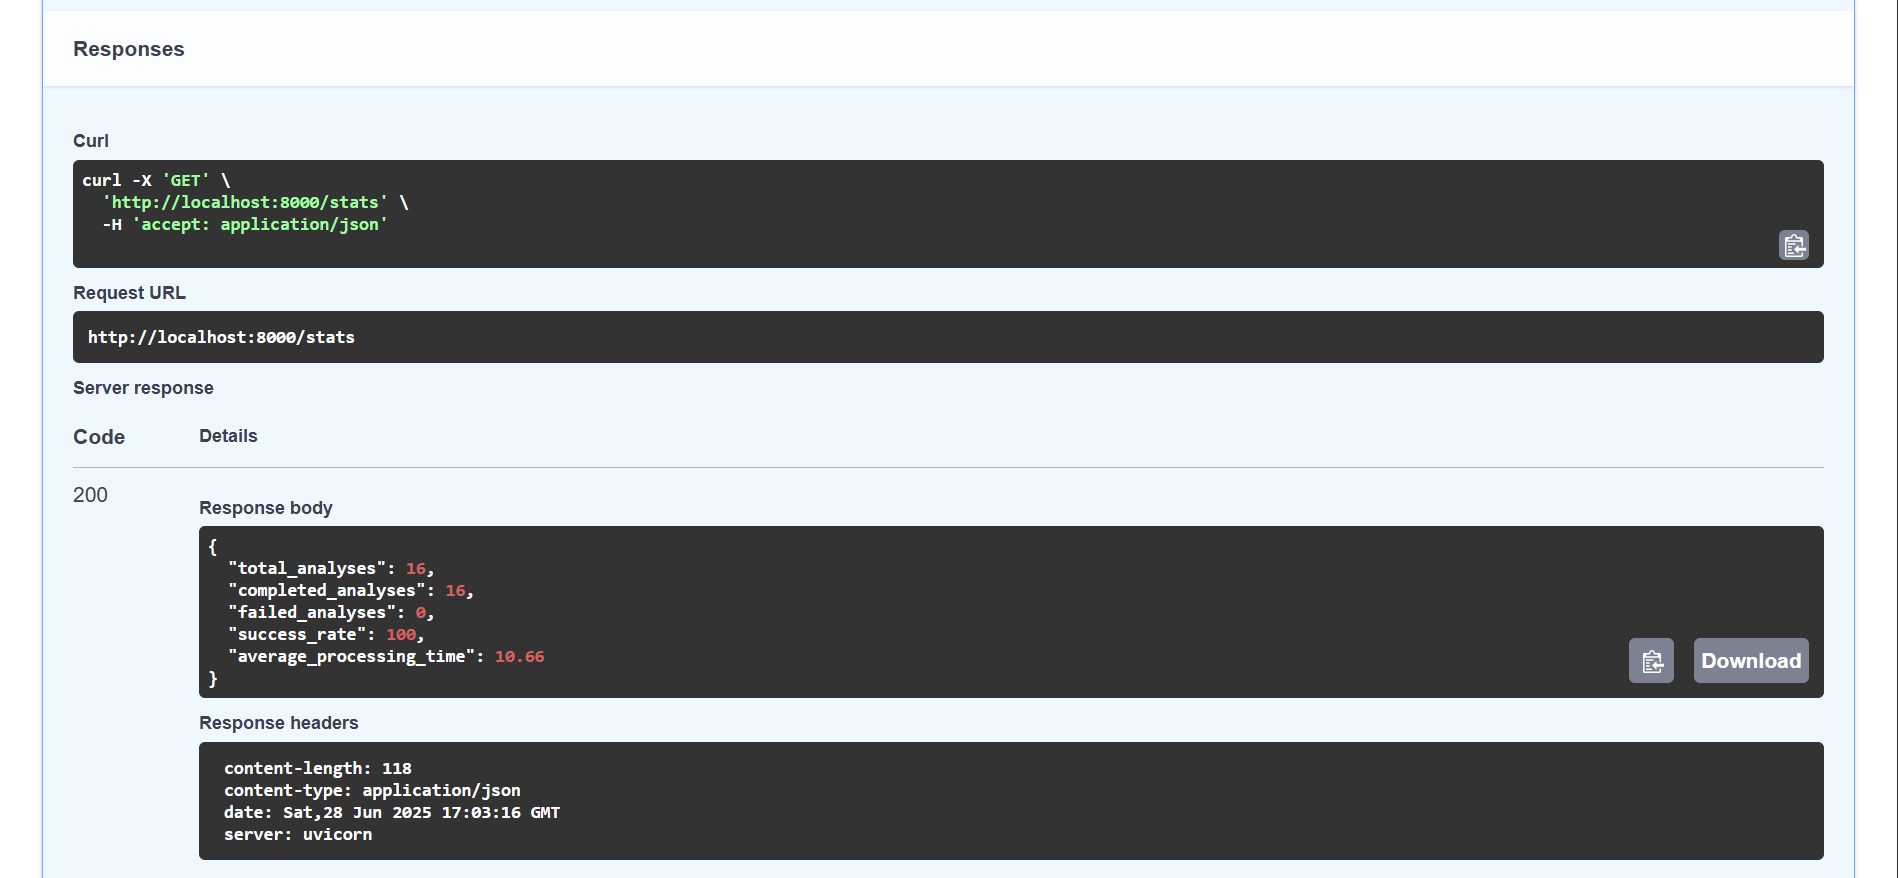 Responses
Curl
curl -X 'GET' \
  'http://localhost:8000/stats' \
  -H 'accept: application/json'
Request URL
http://localhost:8000/stats
Server response
Code Details
200
Response body
{
  "total_analyses": 16,
  "completed_analyses": 16,
  "failed_analyses": 0,
  "success_rate": 100,
  "average_processing_time": 10.66
}
Download
Response headers
content-length: 118
content-type: application/json
date: Sat,28 Jun 2025 17:03:16 GMT
server: uvicorn